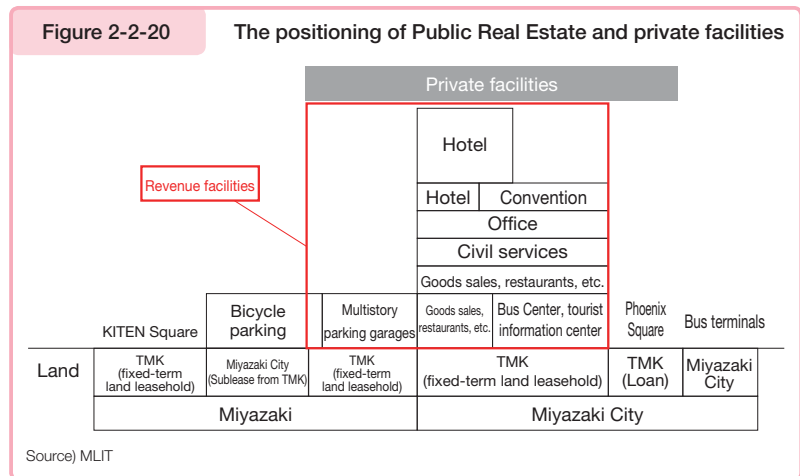 Figure 2-2-20
The positioning of Public Real Estate and private facilities
Private facilities
Hotel
Revenue facilities
Hotel
Convention
Office
Civil services
Goods sales, restaurants, etc.
KITEN Square
Bicycle
parking
Multistory
parking garages
Goods sales,
restaurants, etc.
Bus Center, tourist
information center
Phoenix
Square
Bus terminals
Land
TMK
(fixed-term
land leasehold)
Miyazaki City
(Sublease from TMK)
TMK
(fixed-term
land leasehold)
TMK
(fixed-term land leasehold)
TMK
(Loan)
Miyazaki
City
Miyazaki
Miyazaki City
Source) MLIT